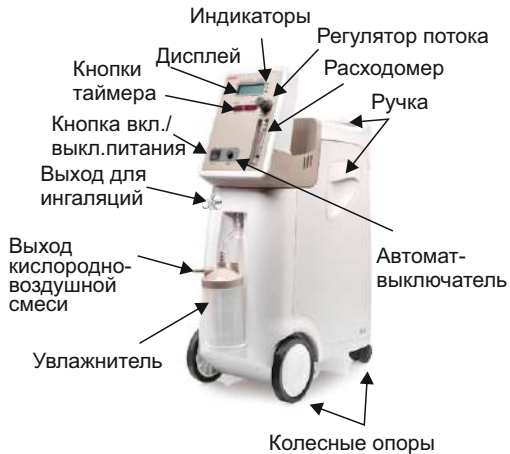 Индикаторы
Дисплей
Регулятор потока
Кнопки
таймера
Расходомер
Ручка
Кнопка вкл./
выкл.питания
Выход для
ингаляций
Выход
кислородно-
воздушной
смеси
Автомат-
выключатель
Увлажнитель
Колесные опоры